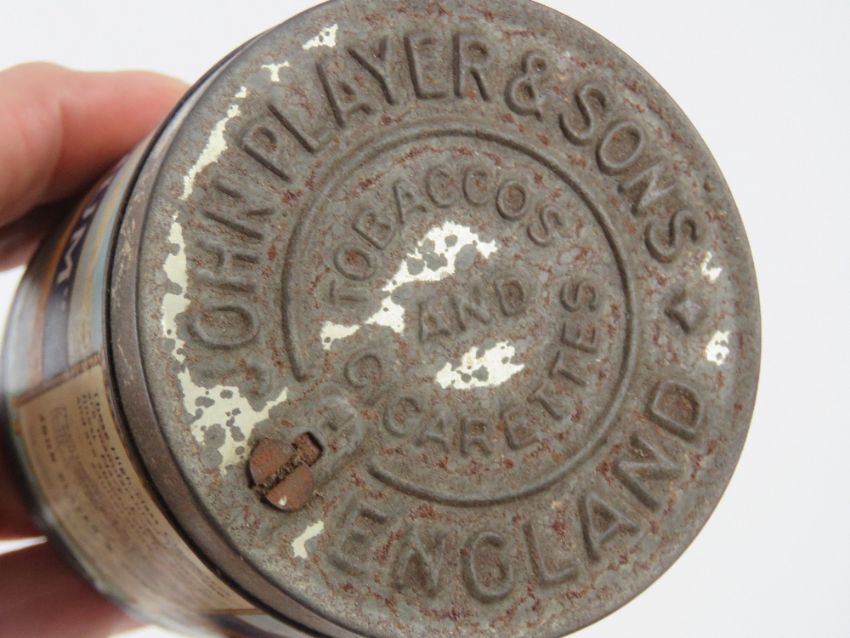 JOHN PLAYER & SONS
ENGLAND
TOBACCOS
AND
CIGARETTES